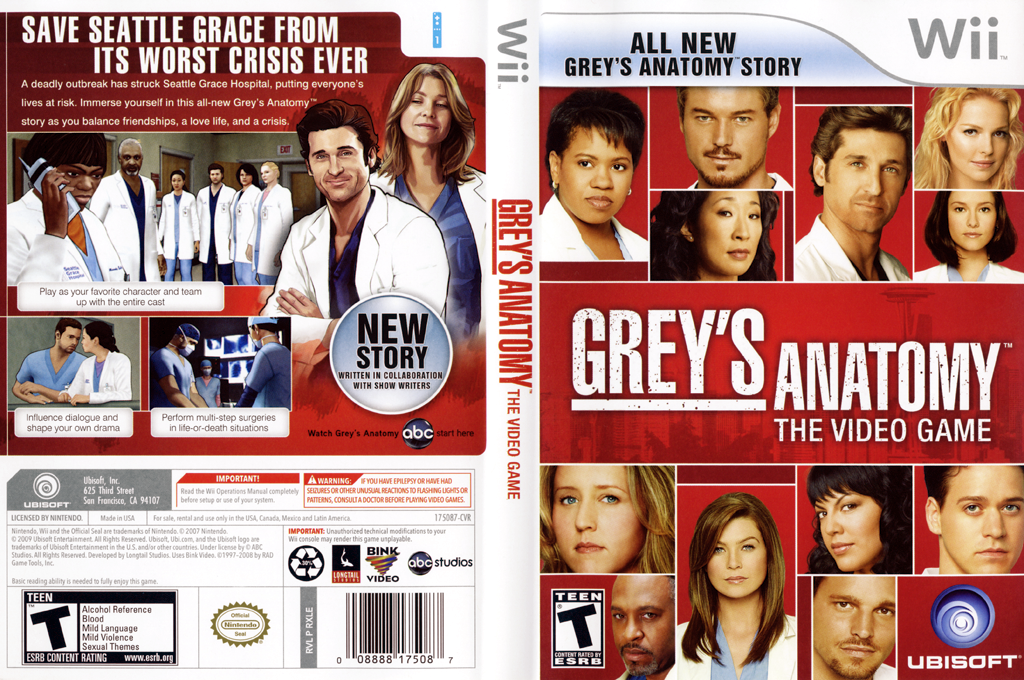 SAVE SEATTLE GRACE FROM
ITS WORST CRISIS EVER
A deadly outbreak has struck Seattle Grace Hospital, putting everyone's
lives at risk. Immerse yourself in this all-new Grey's Anatomy™
story as you balance friendships, a love life, and a crisis.
EXIT
Seattle
Grace
Hospital
Play as your favorite character and team
up with the entire cast
Influence dialogue and
shape your own drama
Perform multi-step surgeries
in life-or-death situations
NEW
STORY
WRITTEN IN COLLABORATION
WITH SHOW WRITERS
Watch Grey's Anatomy abc start here
UBISOFT
Ubisoft, Inc.
625 Third Street
San Francisco, CA 94107
IMPORTANT!
Read the Wii Operations Manual completely
before setup or use of your system.
WARNING: IF YOU HAVE EPILEPSY OR HAVE HAD
SEIZURES OR OTHER UNUSUAL REACTIONS TO FLASHING LIGHTS OR
PATTERNS, CONSULT A DOCTOR BEFORE PLAYING VIDEO GAMES.
LICENSED BY NINTENDO.
Made in USA
For sale, rental and use only in the USA, Canada, Mexico and Latin America.
175087-CVR
Nintendo, Wii and the Official Seal are trademarks of Nintendo. © 2007 Nintendo.
© 2009 Ubisoft Entertainment. All Rights Reserved. Ubisoft, Ubi.com, and the Ubisoft logo are
trademarks of Ubisoft Entertainment in the U.S. and/or other countries. Under license by © ABC
Studios. All Rights Reserved. Developed by Longtail Studios. Uses Bink Video. ©1997–2008 by RAD
Game Tools, Inc.
Basic reading ability is needed to fully enjoy this game.
IMPORTANT: Unauthorized technical modifications to your
Wii console may render this game unplayable.
30%
LONGTAIL
STUDIOS
BINK
VIDEO
abc studios
TEEN
T
™
Alcohol Reference
Blood
Mild Language
Mild Violence
Sexual Themes
ESRB CONTENT RATING www.esrb.org
Official
Nintendo
Seal
RVL P RXLE
0 08888 17508 7
Wii™
GREY'S ANATOMY THE VIDEO GAME
ALL NEW
GREY'S ANATOMY™ STORY
Wii™
GREY'S
ANATOMY™
THE VIDEO GAME
TEEN
T
®
CONTENT RATED BY
ESRB
UBISOFT®